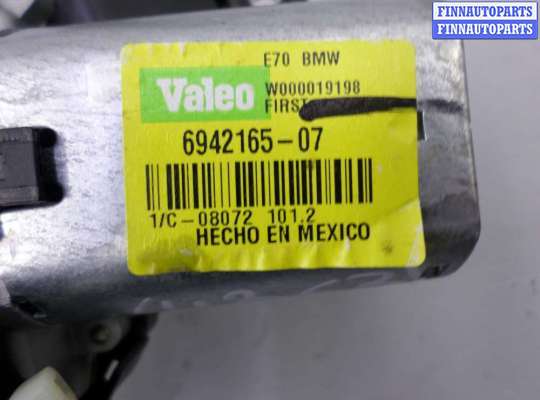 FINNAUTOPARTS
FINNAUTOPARTS
E70 BMW
Valeo
W000019198
FIRST
6942165-07
1/C-08072 101.2
HECHO EN MEXICO